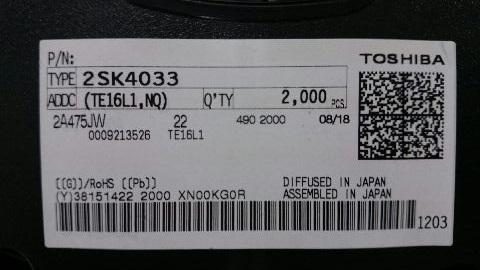 P/N:
TOSHIBA
TYPE 2SK4033
ADDC (TE16L1,NQ) Q'TY 2,000 PCS.
2A475JW 22 490 2000 08/18
0009213526 TE16L1
[[G]]/RoHS [[Pb]] DIFFUSED IN JAPAN
(Y)38151422 2000 XN00KG0R ASSEMBLED IN JAPAN
1203